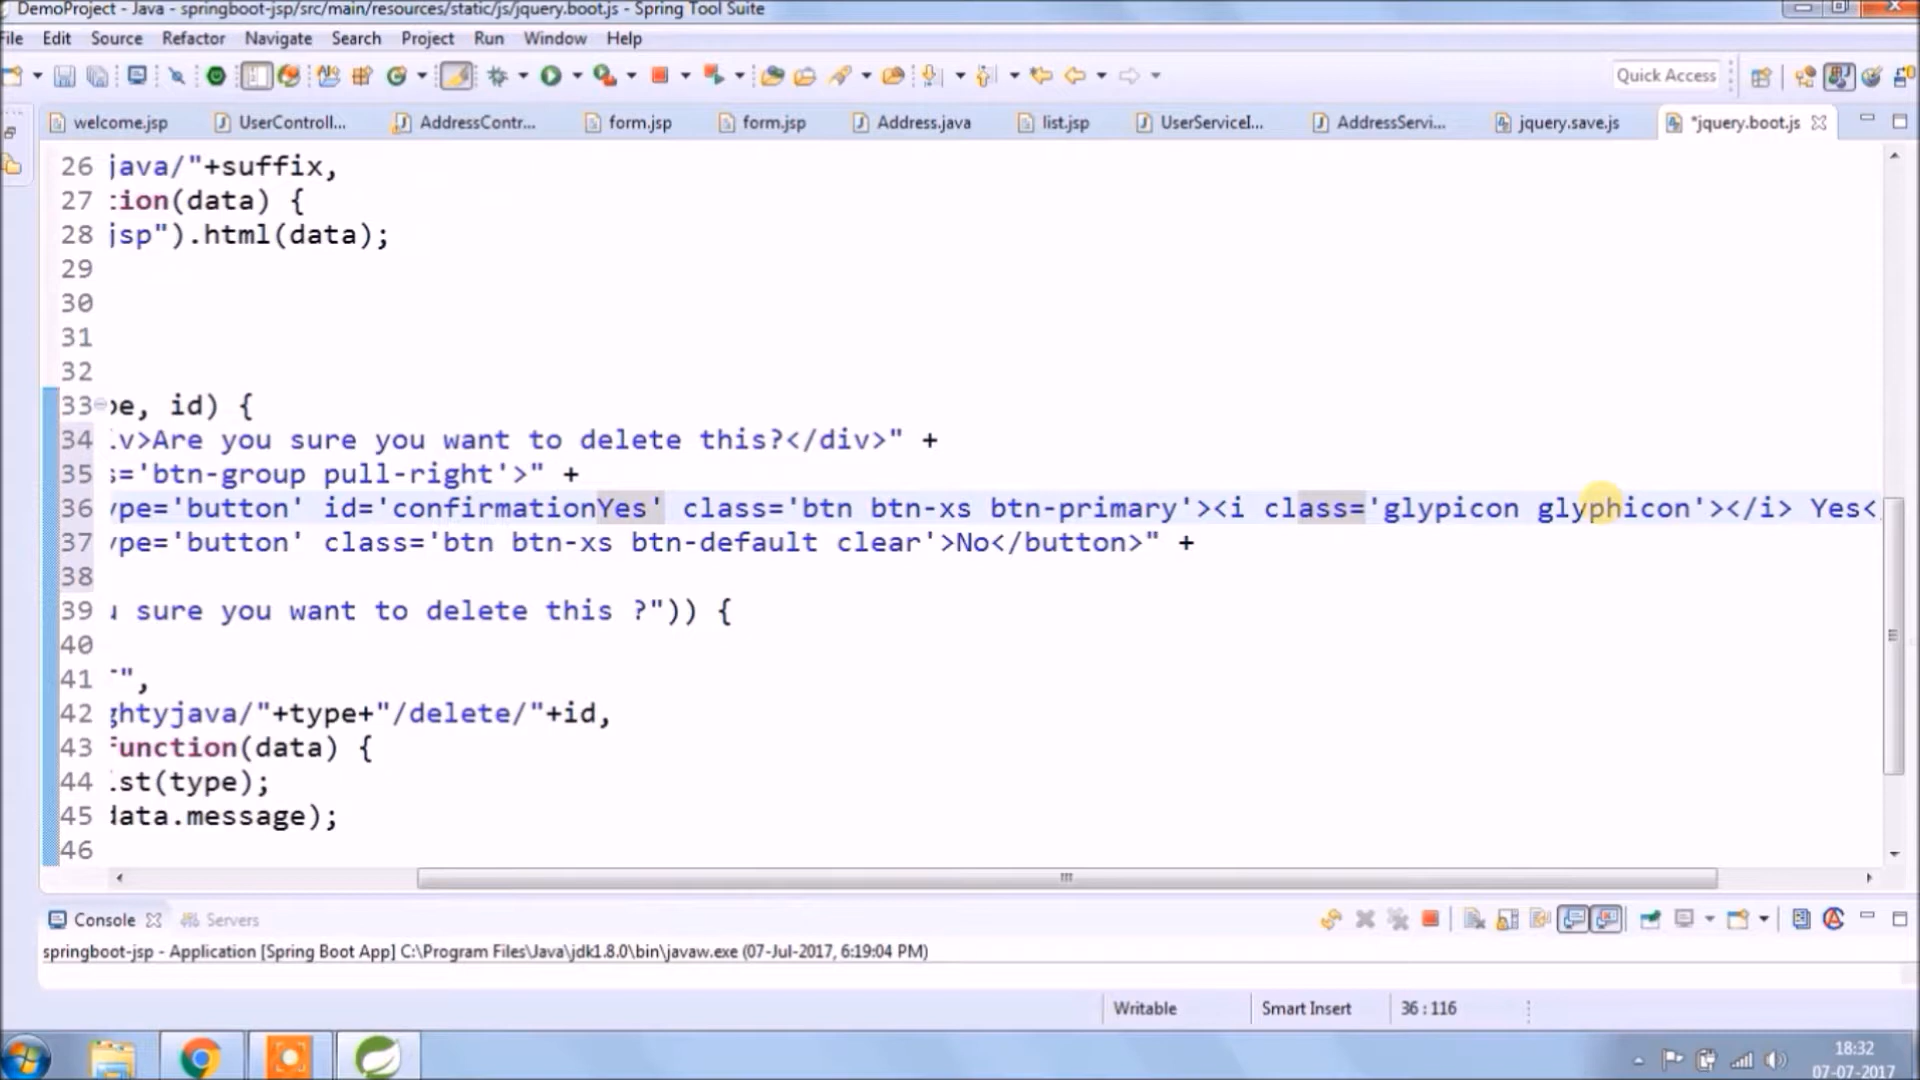 DemoProject - Java - springboot-jsp/src/main/resources/static/js/jquery.boot.js - Spring Tool Suite
File Edit Source Refactor Navigate Search Project Run Window Help
Quick Access
welcome.jsp UserControll... AddressContr... form.jsp form.jsp Address.java list.jsp UserServiceI... AddressServi... jquery.save.js *jquery.boot.js
26 java/"+suffix,
27 :ion(data) {
28 jsp").html(data);
29
30
31
32
33 pe, id) {
34 .v>Are you sure you want to delete this?</div>" +
35 s='btn-group pull-right'>" +
36 ype='button' id='confirmationYes' class='btn btn-xs btn-primary'><i class='glypicon glyphicon'></i> Yes<
37 ype='button' class='btn btn-xs btn-default clear'>No</button>" +
38
39 u sure you want to delete this ?")) {
40
41 ",
42 ghtyjava/"+type+"/delete/"+id,
43 function(data) {
44 .st(type);
45 data.message);
46
Console Servers
springboot-jsp - Application [Spring Boot App] C:\Program Files\Java\jdk1.8.0\bin\javaw.exe (07-Jul-2017, 6:19:04 PM)
Writable Smart Insert 36 : 116
18:32
07-07-2017